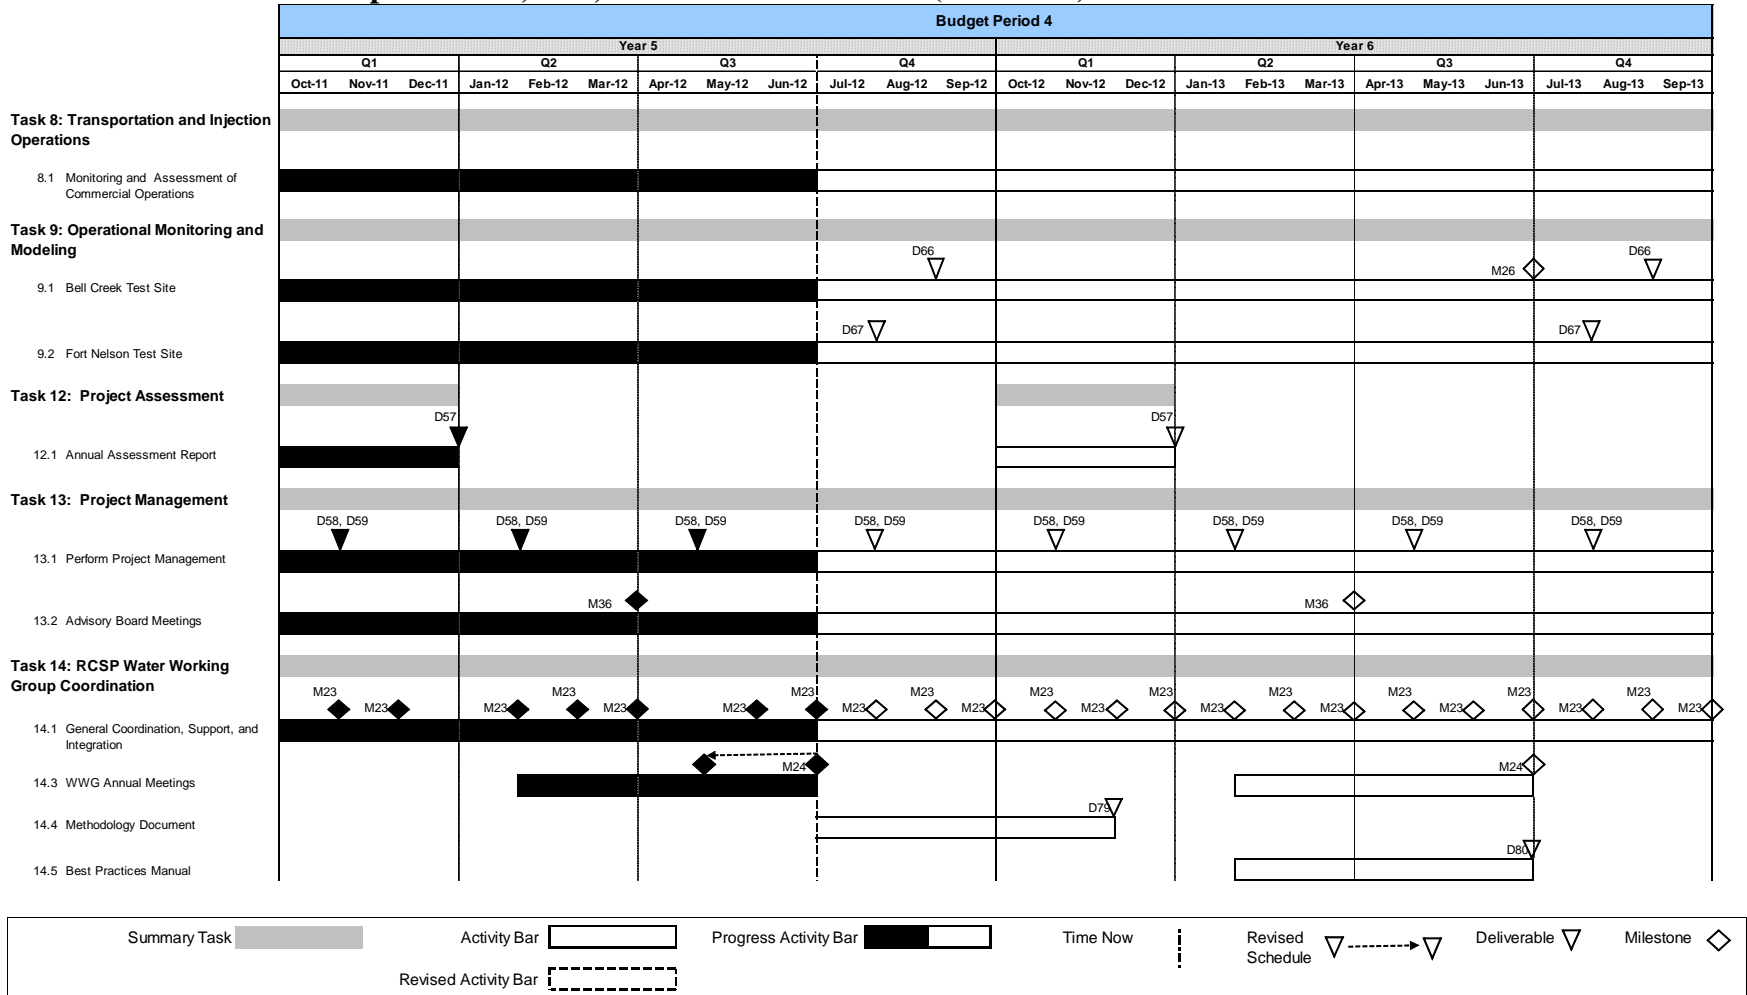 Budget Period 4
Year 5 Year 6
Q1 Q2 Q3 Q4 Q1 Q2 Q3 Q4
Oct-11 Nov-11 Dec-11 Jan-12 Feb-12 Mar-12 Apr-12 May-12 Jun-12 Jul-12 Aug-12 Sep-12 Oct-12 Nov-12 Dec-12 Jan-13 Feb-13 Mar-13 Apr-13 May-13 Jun-13 Jul-13 Aug-13 Sep-13
Task 8: Transportation and Injection
Operations
8.1 Monitoring and Assessment of
Commercial Operations
Task 9: Operational Monitoring and
Modeling
D66 D66
M26
9.1 Bell Creek Test Site
D67 D67
9.2 Fort Nelson Test Site
Task 12: Project Assessment
D57 D57
12.1 Annual Assessment Report
Task 13: Project Management
D58, D59 D58, D59 D58, D59 D58, D59 D58, D59 D58, D59 D58, D59 D58, D59
13.1 Perform Project Management
M36 M36
13.2 Advisory Board Meetings
Task 14: RCSP Water Working
Group Coordination
M23 M23 M23 M23 M23 M23 M23 M23 M23 M23
M23 M23 M23 M23 M23 M23 M23 M23 M23 M23 M23 M23
14.1 General Coordination, Support, and
Integration
M24 M24
14.3 WWG Annual Meetings
D79
14.4 Methodology Document
D80
14.5 Best Practices Manual
Summary Task Activity Bar Progress Activity Bar Time Now Revised
Schedule Deliverable Milestone
Revised Activity Bar